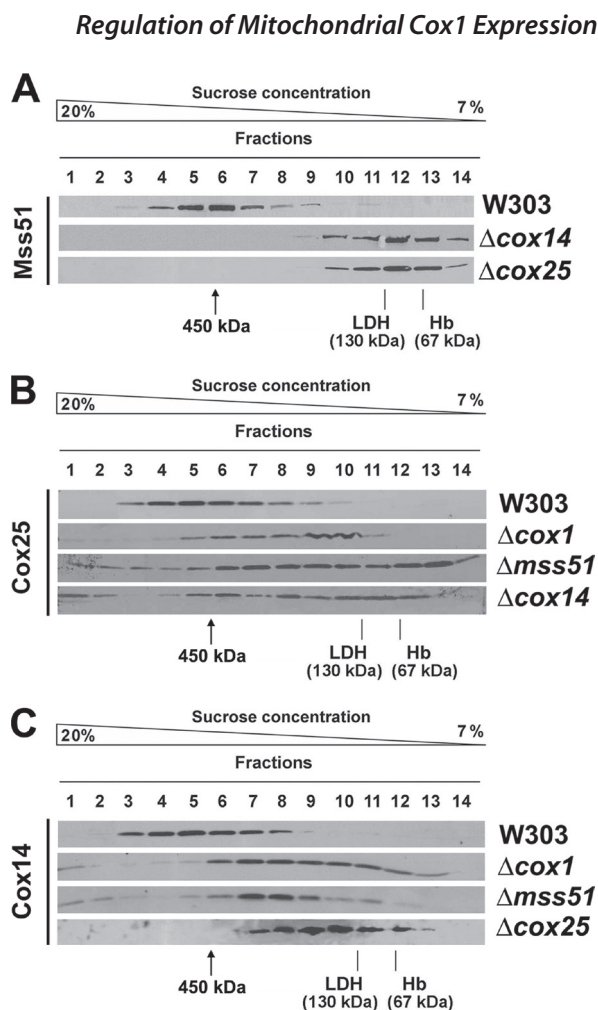 Regulation of Mitochondrial Cox1 Expression
A
Sucrose concentration
20% 7 %
Fractions
1 2 3 4 5 6 7 8 9 10 11 12 13 14
Mss51
W303
Δcox14
Δcox25
450 kDa
LDH (130 kDa)
Hb (67 kDa)
B
Sucrose concentration
20% 7 %
Fractions
1 2 3 4 5 6 7 8 9 10 11 12 13 14
Cox25
W303
Δcox1
Δmss51
Δcox14
450 kDa
LDH (130 kDa)
Hb (67 kDa)
C
Sucrose concentration
20% 7 %
Fractions
1 2 3 4 5 6 7 8 9 10 11 12 13 14
Cox14
W303
Δcox1
Δmss51
Δcox25
450 kDa
LDH (130 kDa)
Hb (67 kDa)